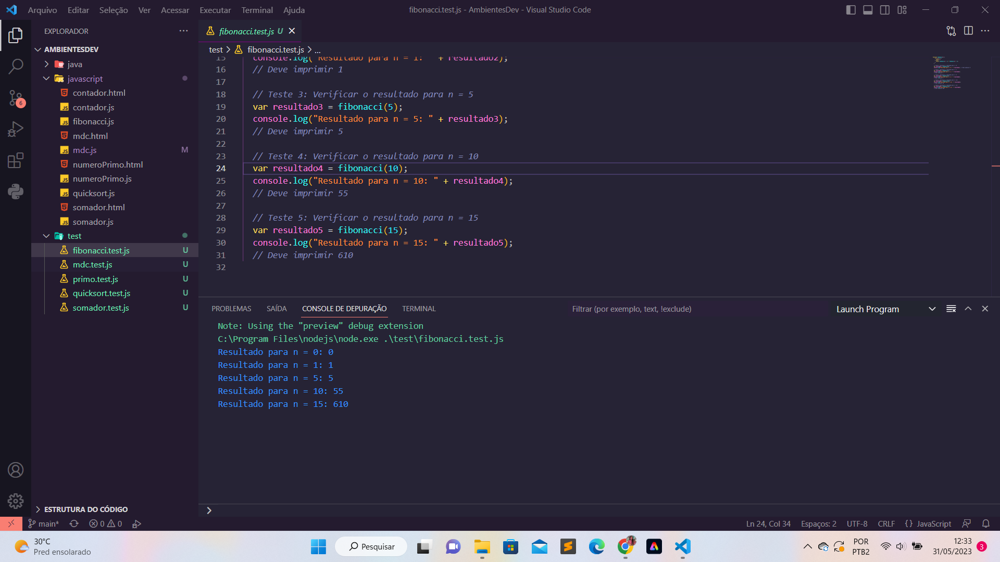 Arquivo Editar Seleção Ver Acessar Executar Terminal Ajuda
fibonacci.test.js - AmbientesDev - Visual Studio Code
EXPLORADOR
AMBIENTESDEV
java
javascript
contador.html
contador.js
fibonacci.js
mdc.html
mdc.js M
numeroPrimo.html
numeroPrimo.js
quicksort.js
somador.html
somador.js
test
fibonacci.test.js U
mdc.test.js U
primo.test.js U
quicksort.test.js U
somador.test.js U
ESTRUTURA DO CÓDIGO
6
fibonacci.test.js U
test > fibonacci.test.js > ...
15 console.log("Resultado para n = 1: " + resultado2);
16 // Deve imprimir 1
17
18 // Teste 3: Verificar o resultado para n = 5
19 var resultado3 = fibonacci(5);
20 console.log("Resultado para n = 5: " + resultado3);
21 // Deve imprimir 5
22
23 // Teste 4: Verificar o resultado para n = 10
24 var resultado4 = fibonacci(10);
25 console.log("Resultado para n = 10: " + resultado4);
26 // Deve imprimir 55
27
28 // Teste 5: Verificar o resultado para n = 15
29 var resultado5 = fibonacci(15);
30 console.log("Resultado para n = 15: " + resultado5);
31 // Deve imprimir 610
32
PROBLEMAS SAÍDA CONSOLE DE DEPURAÇÃO TERMINAL Filtrar (por exemplo, text, !exclude) Launch Program
Note: Using the "preview" debug extension
C:\Program Files\nodejs\node.exe .\test\fibonacci.test.js
Resultado para n = 0: 0
Resultado para n = 1: 1
Resultado para n = 5: 5
Resultado para n = 10: 55
Resultado para n = 15: 610
main* 0 0 Ln 24, Col 34 Espaços: 2 UTF-8 CRLF {} JavaScript
30°C
Pred ensolarado
Pesquisar
POR
PTB2
12:33
31/05/2023
3